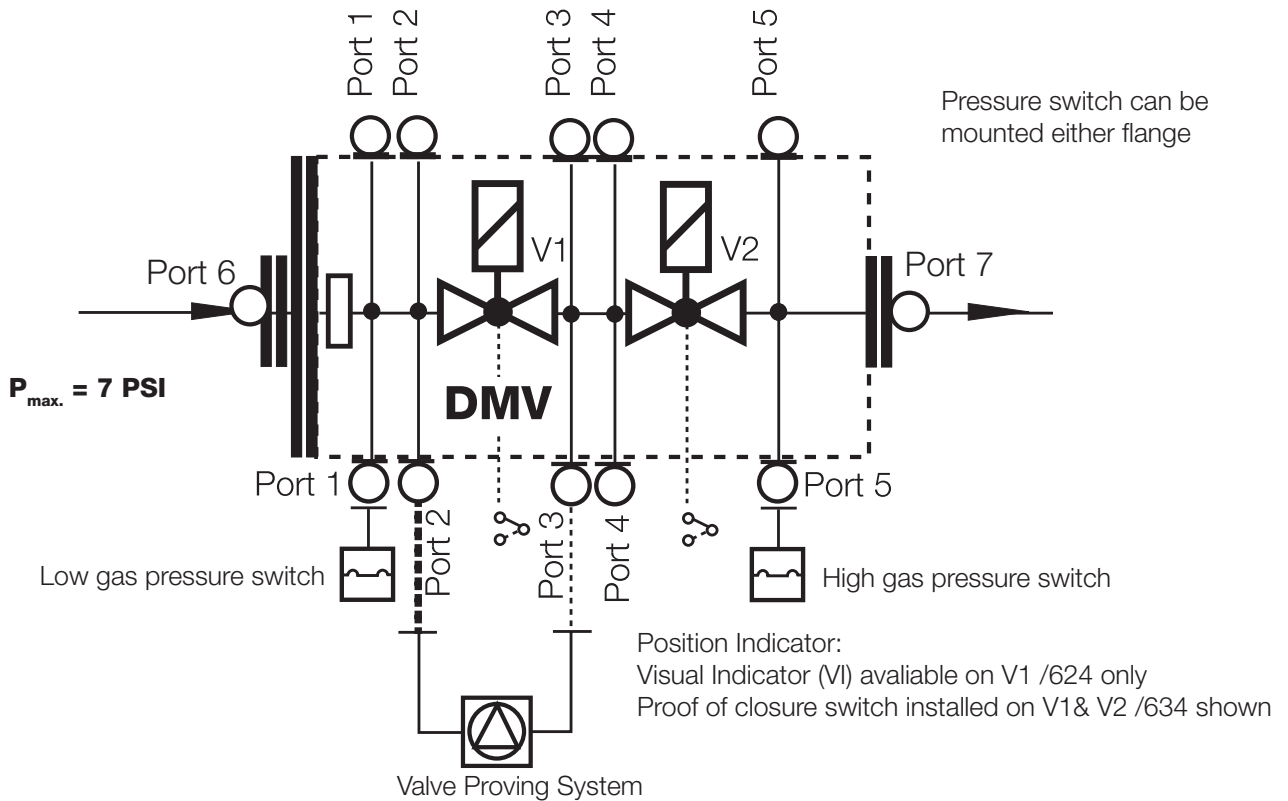 Port 1
Port 2
Port 3
Port 4
Port 5
Pressure switch can be
mounted either flange
V1
V2
Port 6
Port 7
Pmax. = 7 PSI
DMV
Port 1
Port 2
Port 3
Port 4
Port 5
Low gas pressure switch
High gas pressure switch
Position Indicator:
Visual Indicator (VI) avaliable on V1 /624 only
Proof of closure switch installed on V1& V2 /634 shown
Valve Proving System